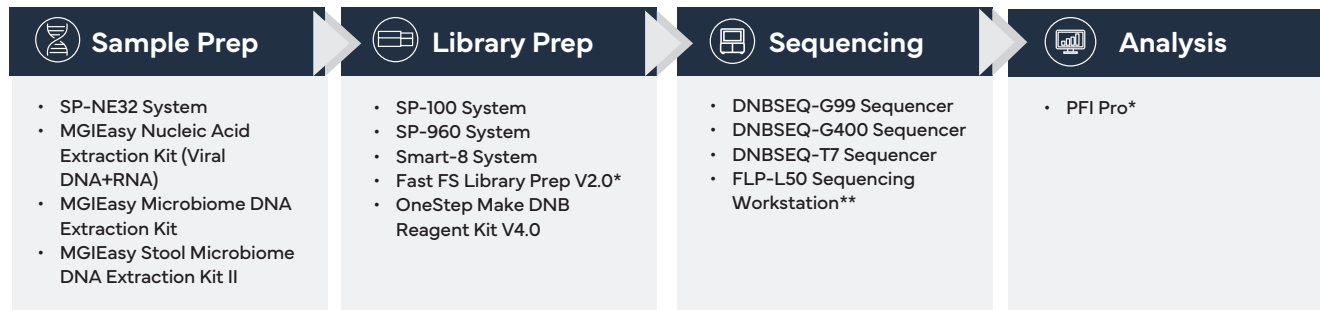 Sample Prep
• SP-NE32 System
• MGIEasy Nucleic Acid
Extraction Kit (Viral
DNA+RNA)
• MGIEasy Microbiome DNA
Extraction Kit
• MGIEasy Stool Microbiome
DNA Extraction Kit II
Library Prep
• SP-100 System
• SP-960 System
• Smart-8 System
• Fast FS Library Prep V2.0*
• OneStep Make DNB
Reagent Kit V4.0
Sequencing
• DNBSEQ-G99 Sequencer
• DNBSEQ-G400 Sequencer
• DNBSEQ-T7 Sequencer
• FLP-L50 Sequencing
Workstation**
Analysis
• PFI Pro*